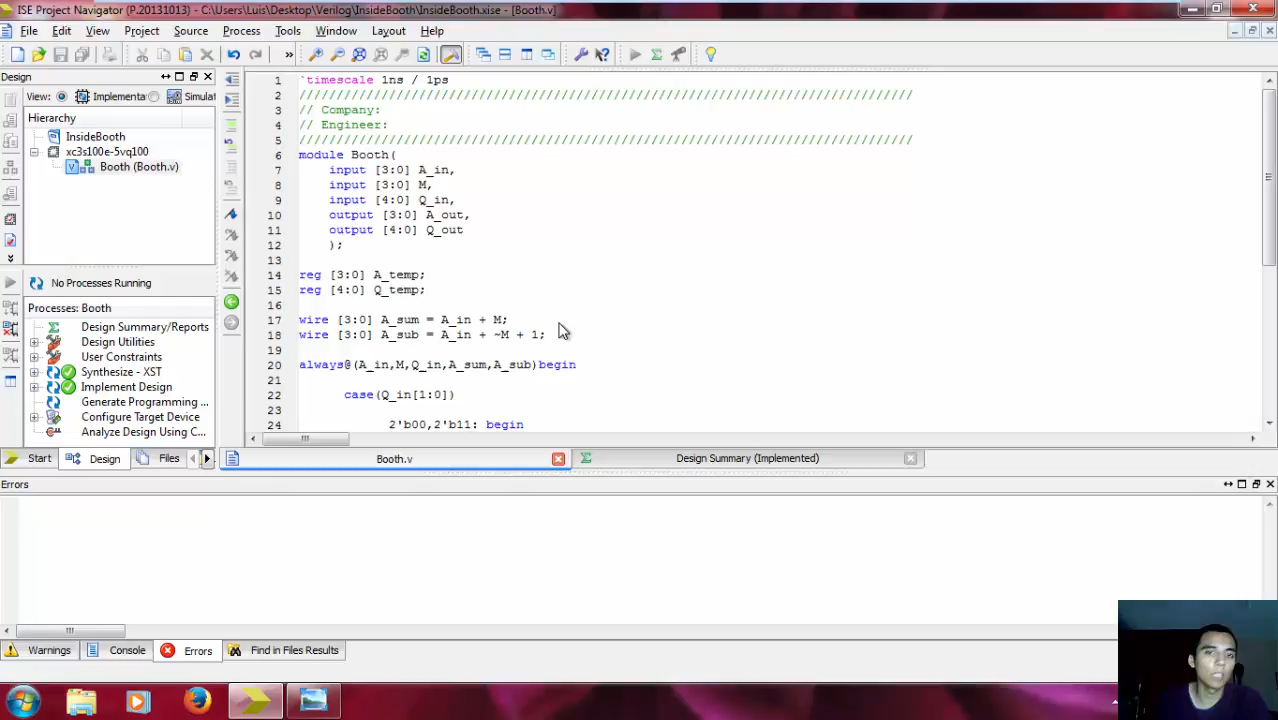 ISE Project Navigator (P.20131013) - C:\Users\Luis\Desktop\Verilog\InsideBooth\InsideBooth.xise - [Booth.v]
File Edit View Project Source Process Tools Window Layout Help
»
Design
View: Implementa Simulat
Hierarchy
InsideBooth
xc3s100e-5vq100
Booth (Booth.v)
No Processes Running
Processes: Booth
Design Summary/Reports
Design Utilities
User Constraints
Synthesize - XST
Implement Design
Generate Programming ...
Configure Target Device
Analyze Design Using C...
Start Design Files
1 `timescale 1ns / 1ps
2 //////////////////////////////////////////////////////////////////////////////////
3 // Company:
4 // Engineer:
5 //////////////////////////////////////////////////////////////////////////////////
6 module Booth(
7 input [3:0] A_in,
8 input [3:0] M,
9 input [4:0] Q_in,
10 output [3:0] A_out,
11 output [4:0] Q_out
12 );
13
14 reg [3:0] A_temp;
15 reg [4:0] Q_temp;
16
17 wire [3:0] A_sum = A_in + M;
18 wire [3:0] A_sub = A_in + ~M + 1;
19
20 always@(A_in,M,Q_in,A_sum,A_sub)begin
21
22 case(Q_in[1:0])
23
24 2'b00,2'b11: begin
Booth.v Design Summary (Implemented)
Errors
Warnings Console Errors Find in Files Results